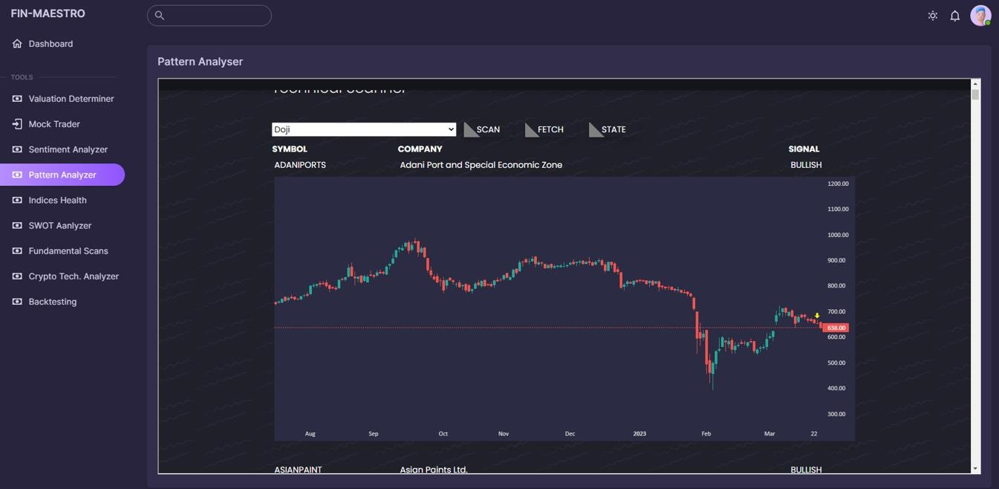 FIN-MAESTRO
Dashboard
TOOLS
Valuation Determiner
Mock Trader
Sentiment Analyzer
Pattern Analyzer
Indices Health
SWOT Aanlyzer
Fundamental Scans
Crypto Tech. Analyzer
Backtesting
Pattern Analyser
Technical Scanner
Doji SCAN FETCH STATE
SYMBOL COMPANY SIGNAL
ADANIPORTS Adani Port and Special Economic Zone BULLISH
1200.00
1100.00
1000.00
900.00
800.00
700.00
638.00
600.00
500.00
400.00
300.00
Aug Sep Oct Nov Dec 2023 Feb Mar 22
ASIANPAINT Asian Paints Ltd. BULLISH